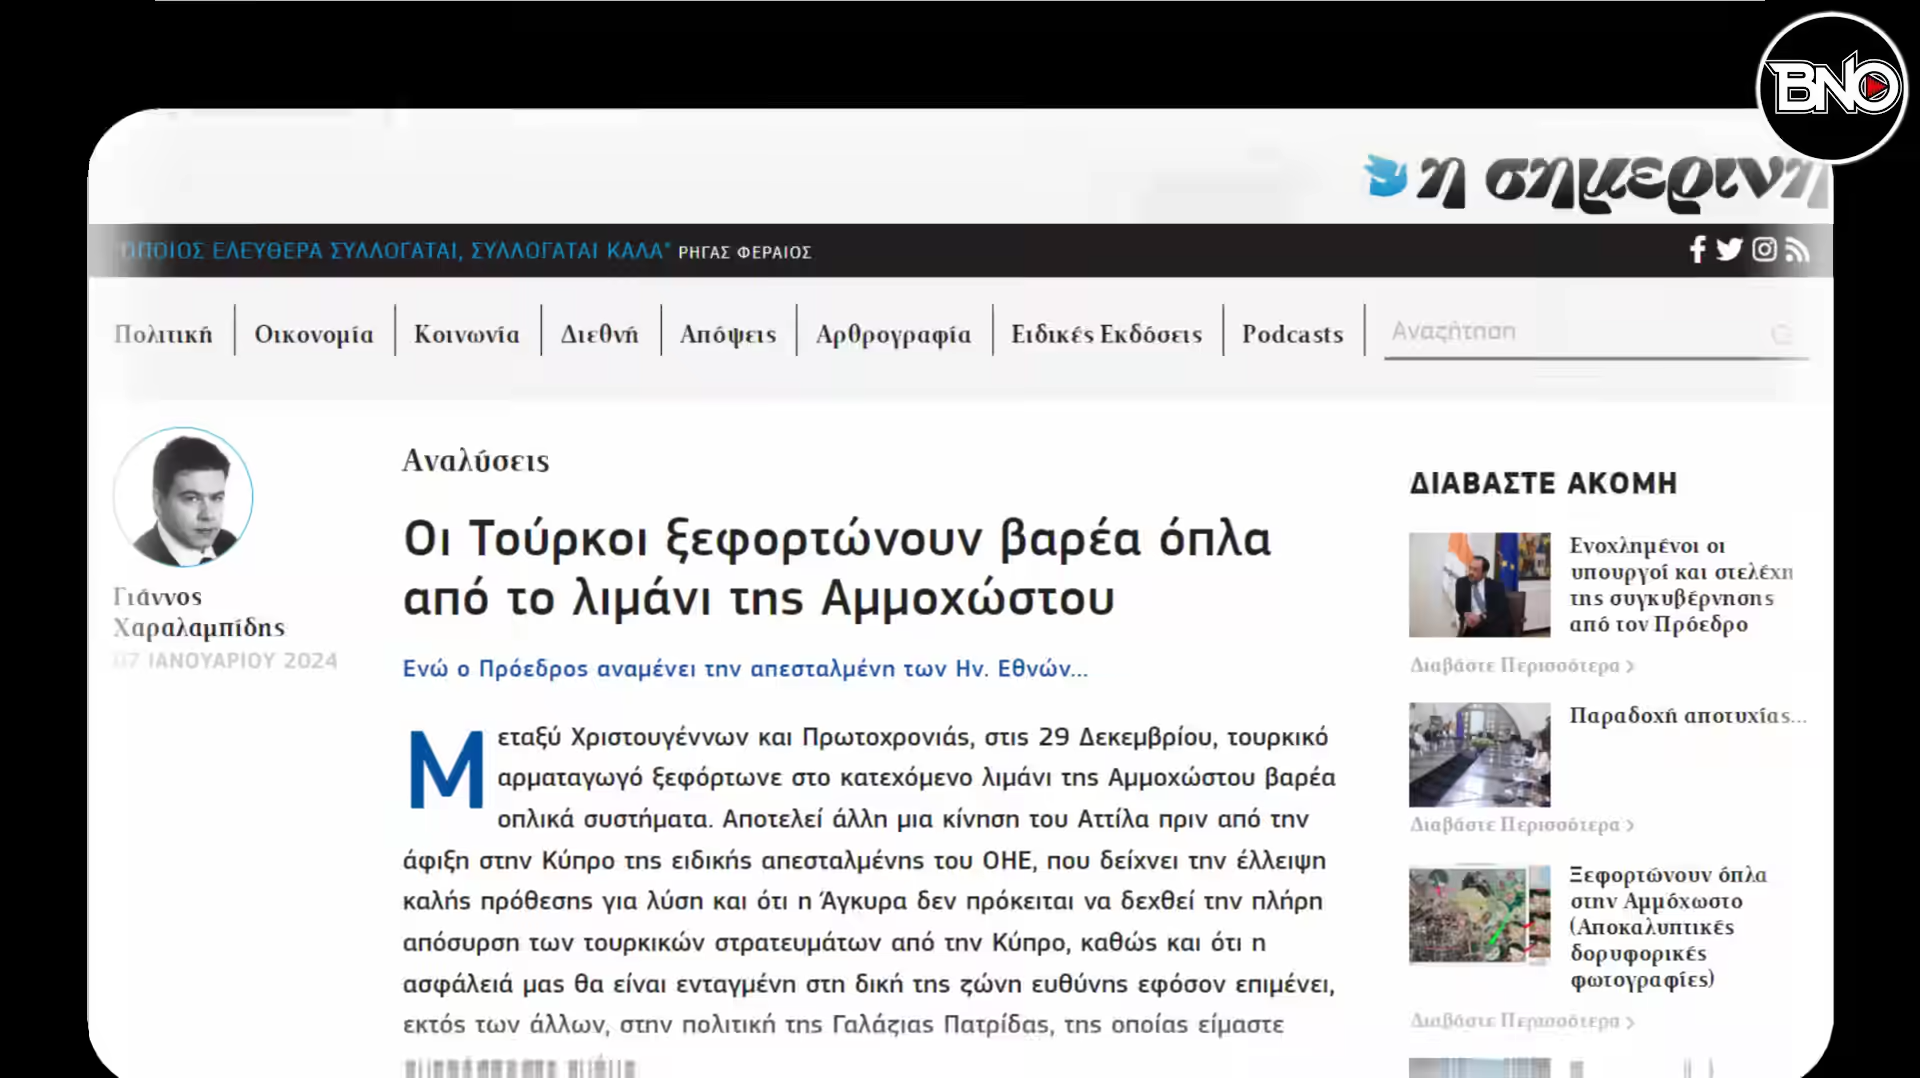 BNO
η σημερινη
"ΟΠΟΙΟΣ ΕΛΕΥΘΕΡΑ ΣΥΛΛΟΓΑΤΑΙ, ΣΥΛΛΟΓΑΤΑΙ ΚΑΛΑ" ΡΗΓΑΣ ΦΕΡΑΙΟΣ
Πολιτική Οικονομία Κοινωνία Διεθνή Απόψεις Αρθρογραφία Ειδικές Εκδόσεις Podcasts Αναζήτηση
Γιάννος
Χαραλαμπίδης
07 ΙΑΝΟΥΑΡΙΟΥ 2024
Αναλύσεις
Οι Τούρκοι ξεφορτώνουν βαρέα όπλα
από το λιμάνι της Αμμοχώστου
Ενώ ο Πρόεδρος αναμένει την απεσταλμένη των Ην. Εθνών...
Μεταξύ Χριστουγέννων και Πρωτοχρονιάς, στις 29 Δεκεμβρίου, τουρκικό
αρματαγωγό ξεφόρτωνε στο κατεχόμενο λιμάνι της Αμμοχώστου βαρέα
οπλικά συστήματα. Αποτελεί άλλη μια κίνηση του Αττίλα πριν από την
άφιξη στην Κύπρο της ειδικής απεσταλμένης του ΟΗΕ, που δείχνει την έλλειψη
καλής πρόθεσης για λύση και ότι η Άγκυρα δεν πρόκειται να δεχθεί την πλήρη
απόσυρση των τουρκικών στρατευμάτων από την Κύπρο, καθώς και ότι η
ασφάλειά μας θα είναι ενταγμένη στη δική της ζώνη ευθύνης εφόσον επιμένει,
εκτός των άλλων, στην πολιτική της Γαλάζιας Πατρίδας, της οποίας είμαστε
ΔΙΑΒΑΣΤΕ ΑΚΟΜΗ
Ενοχλημένοι οι
υπουργοί και στελέχη
της συγκυβέρνησης
από τον Πρόεδρο
Διαβάστε Περισσότερα >
Παραδοχή αποτυχίας...
Διαβάστε Περισσότερα >
Ξεφορτώνουν όπλα
στην Αμμόχωστο
(Αποκαλυπτικές
δορυφορικές
φωτογραφίες)
Διαβάστε Περισσότερα >